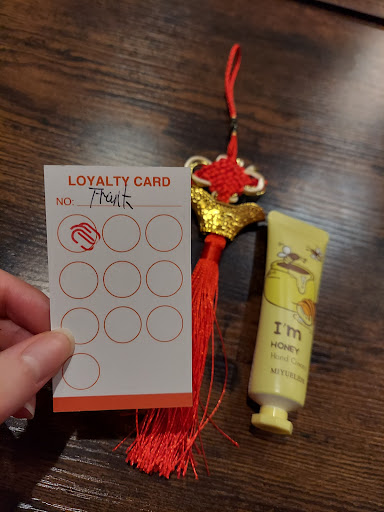 LOYALTY CARD
NO: Frank
I'm
HONEY
Hand Cream